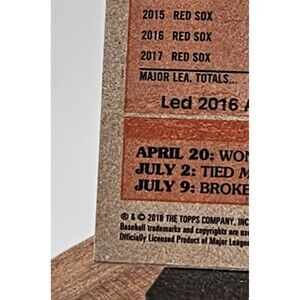 2015 RED SOX
2016 RED SOX
2017 RED SOX
MAJOR LEA. TOTALS...
Led 2016 A
APRIL 20: WON
JULY 2: TIED M
JULY 9: BROKE
® & © 2018 THE TOPPS COMPANY, INC
Baseball trademarks and copyrights are use
Officially Licensed Product of Major League